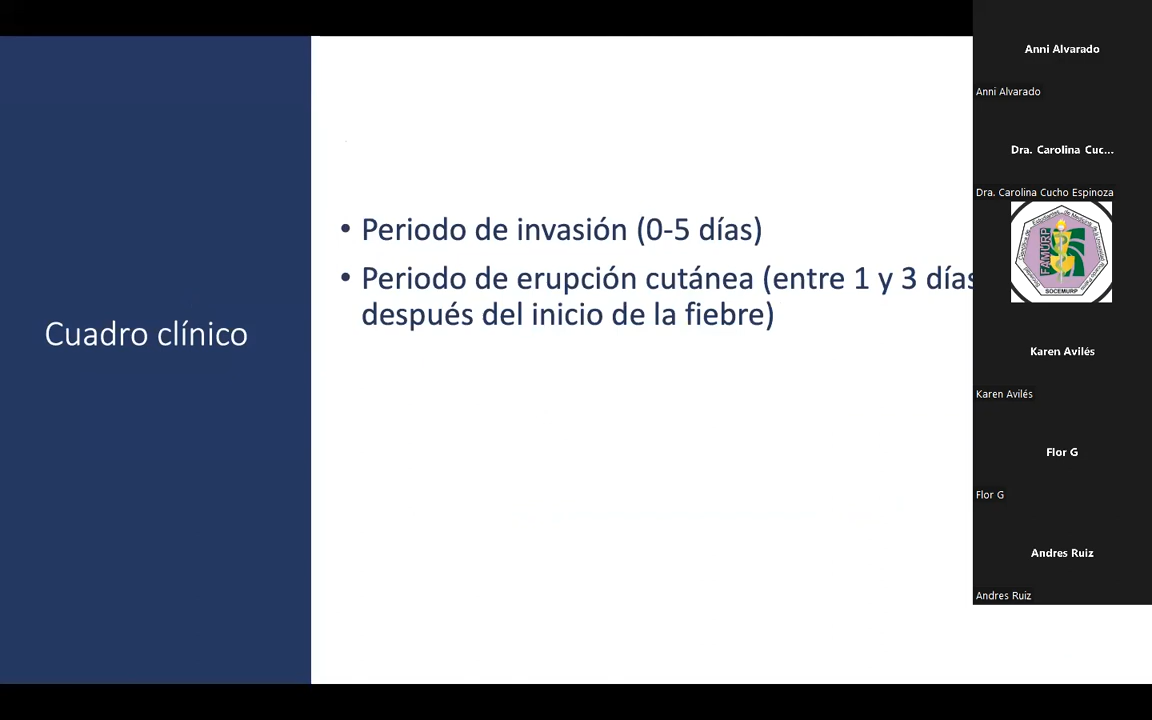 Cuadro clínico
• Periodo de invasión (0-5 días)
• Periodo de erupción cutánea (entre 1 y 3 días
después del inicio de la fiebre)
Anni Alvarado
Anni Alvarado
Dra. Carolina Cuc...
Dra. Carolina Cucho Espinoza
FAMURP
SOCEMURP
Karen Avilés
Karen Avilés
Flor G
Flor G
Andres Ruiz
Andres Ruiz